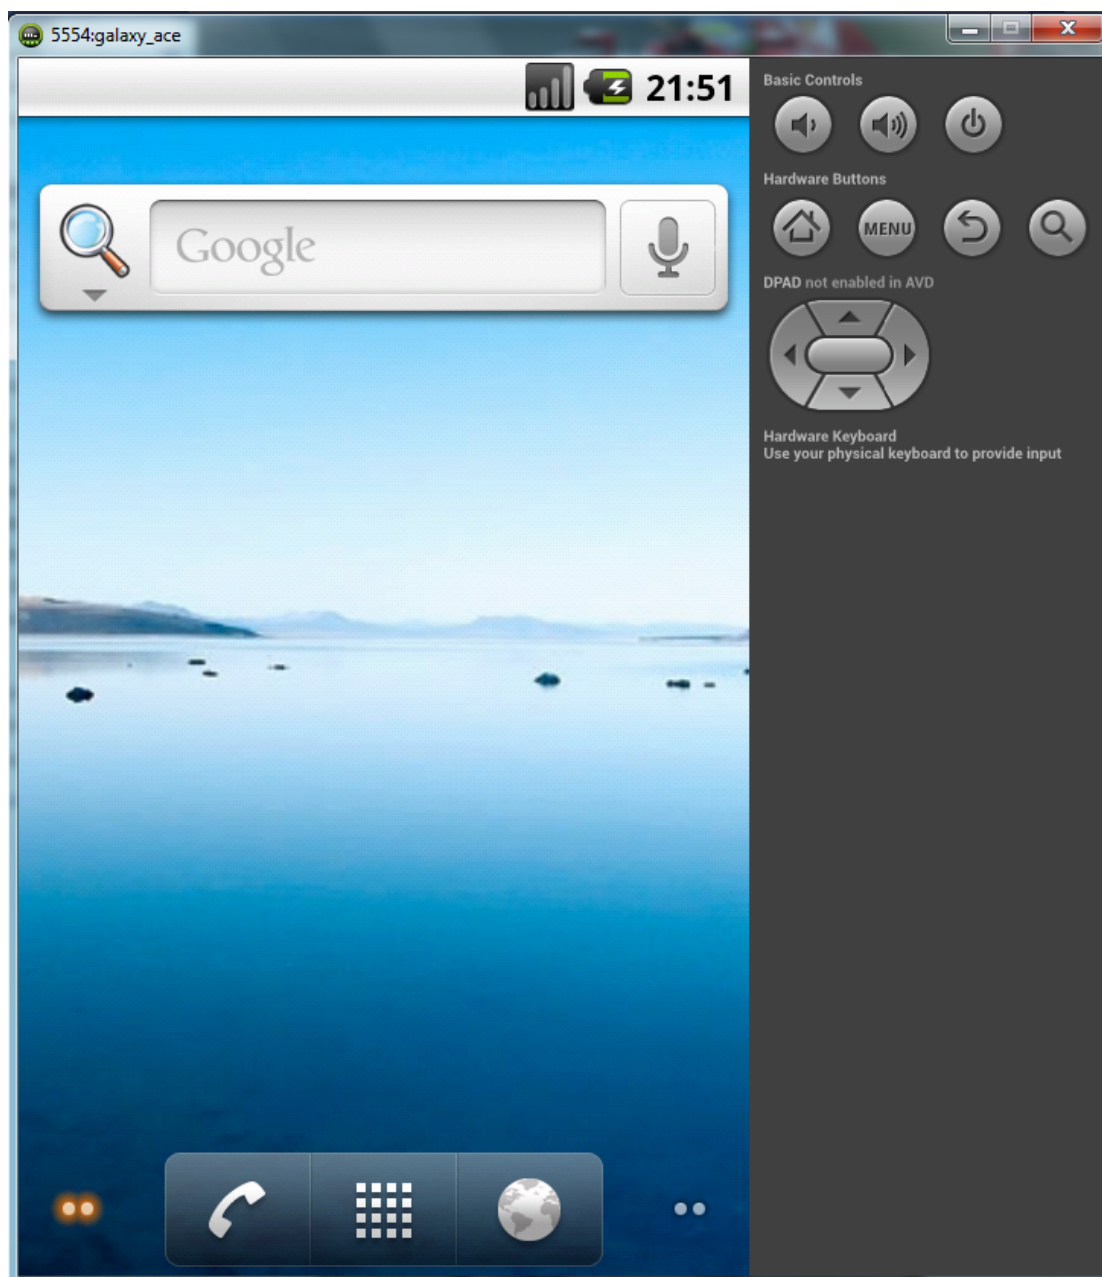 5554:galaxy_ace
21:51
Google
Basic Controls
Hardware Buttons
MENU
DPAD not enabled in AVD
Hardware Keyboard
Use your physical keyboard to provide input